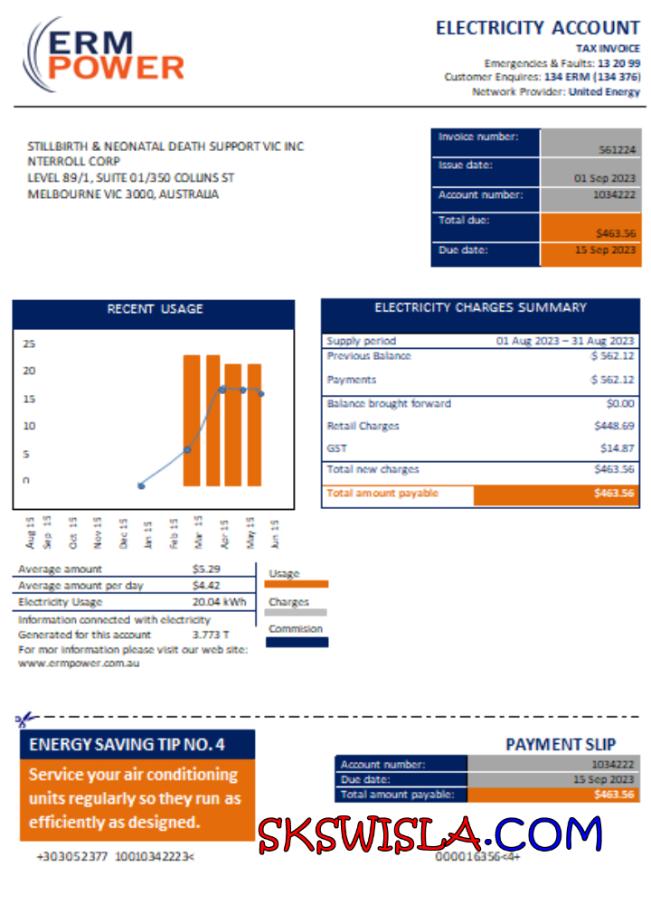 ERM
POWER
ELECTRICITY ACCOUNT
TAX INVOICE
Emergencies & Faults: 13 20 99
Customer Enquires: 134 ERM (134 376)
Network Provider: United Energy
STILLBIRTH & NEONATAL DEATH SUPPORT VIC INC
NTERROLL CORP
LEVEL 89/1, SUITE 01/350 COLLINS ST
MELBOURNE VIC 3000, AUSTRALIA
Invoice number: 561224
Issue date: 01 Sep 2023
Account number: 1034222
Total due: $463.56
Due date: 15 Sep 2023
RECENT USAGE
25
20
15
10
5
0
Aug 15 Sep 15 Oct 15 Nov 15 Dec 15 Jan 15 Feb 15 Mar 15 Apr 15 May 15 Jun 15
ELECTRICITY CHARGES SUMMARY
Supply period 01 Aug 2023 – 31 Aug 2023
Previous Balance $ 562.12
Payments $ 562.12
Balance brought forward $0.00
Retail Charges $448.69
GST $14.87
Total new charges $463.56
Total amount payable $463.56
Average amount $5.29
Average amount per day $4.42
Electricity Usage 20.04 kWh
Information connected with electricity
Generated for this account 3.773 T
For mor information please visit our web site:
www.ermpower.com.au
Usage
Charges
Commision
ENERGY SAVING TIP NO. 4
Service your air conditioning
units regularly so they run as
efficiently as designed.
PAYMENT SLIP
Account number: 1034222
Due date: 15 Sep 2023
Total amount payable: $463.56
SKSWISLA.COM
+303052377 10010342223<
000016356<4+